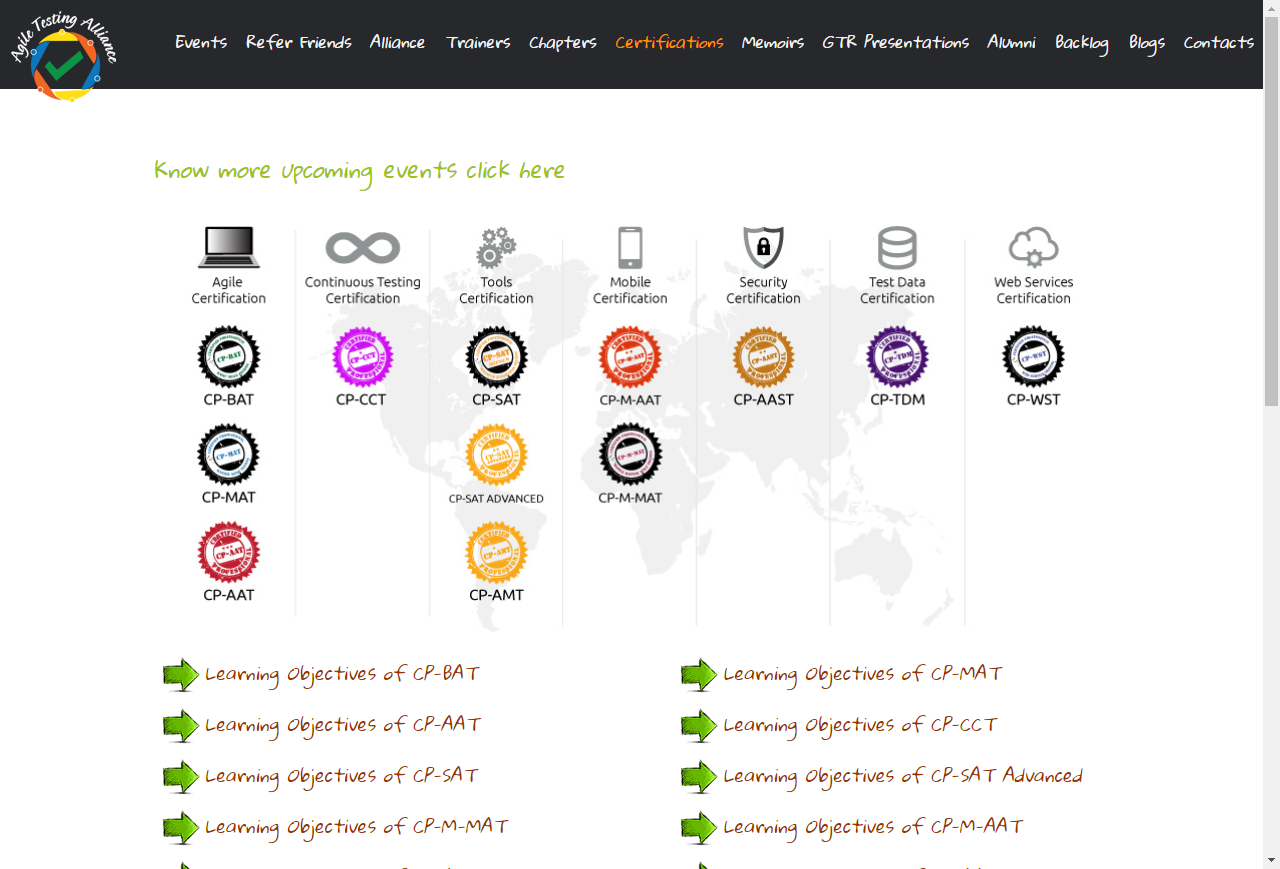 Agile Testing Alliance
Events Refer Friends Alliance Trainers Chapters Certifications Memoirs GTR Presentations Alumni Backlog Blogs Contacts
Know more upcoming events click here
Agile Certification
Continuous Testing Certification
Tools Certification
Mobile Certification
Security Certification
Test Data Certification
Web Services Certification
CP-BAT CP-CCT CP-SAT CP-M-AAT CP-AAST CP-TDM CP-WST
CP-MAT CP-SAT ADVANCED CP-M-MAT
CP-AAT CP-AMT
Learning Objectives of CP-BAT
Learning Objectives of CP-MAT
Learning Objectives of CP-AAT
Learning Objectives of CP-CCT
Learning Objectives of CP-SAT
Learning Objectives of CP-SAT Advanced
Learning Objectives of CP-M-MAT
Learning Objectives of CP-M-AAT